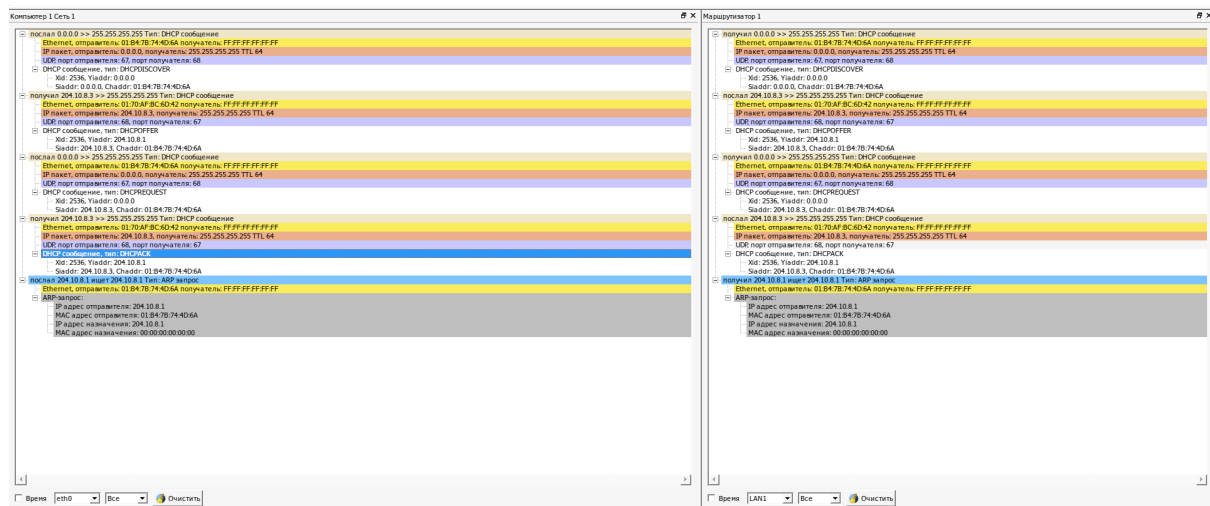 Компьютер 1 Сеть 1
послал 0.0.0.0 >> 255.255.255.255 Тип: DHCP сообщение
Ethernet, отправитель: 01:B4:7B:74:4D:6A получатель: FF:FF:FF:FF:FF:FF
IP пакет, отправитель: 0.0.0.0, получатель: 255.255.255.255 TTL 64
UDP, порт отправителя: 67, порт получателя: 68
DHCP сообщение, тип: DHCPDISCOVER
Xid: 2536, Yiaddr: 0.0.0.0
Siaddr: 0.0.0.0, Chaddr: 01:B4:7B:74:4D:6A
получил 204.10.8.3 >> 255.255.255.255 Тип: DHCP сообщение
Ethernet, отправитель: 01:70:AF:BC:6D:42 получатель: FF:FF:FF:FF:FF:FF
IP пакет, отправитель: 204.10.8.3, получатель: 255.255.255.255 TTL 64
UDP, порт отправителя: 68, порт получателя: 67
DHCP сообщение, тип: DHCPOFFER
Xid: 2536, Yiaddr: 204.10.8.1
Siaddr: 204.10.8.3, Chaddr: 01:B4:7B:74:4D:6A
послал 0.0.0.0 >> 255.255.255.255 Тип: DHCP сообщение
Ethernet, отправитель: 01:B4:7B:74:4D:6A получатель: FF:FF:FF:FF:FF:FF
IP пакет, отправитель: 0.0.0.0, получатель: 255.255.255.255 TTL 64
UDP, порт отправителя: 67, порт получателя: 68
DHCP сообщение, тип: DHCPREQUEST
Xid: 2536, Yiaddr: 0.0.0.0
Siaddr: 204.10.8.3, Chaddr: 01:B4:7B:74:4D:6A
получил 204.10.8.3 >> 255.255.255.255 Тип: DHCP сообщение
Ethernet, отправитель: 01:70:AF:BC:6D:42 получатель: FF:FF:FF:FF:FF:FF
IP пакет, отправитель: 204.10.8.3, получатель: 255.255.255.255 TTL 64
UDP, порт отправителя: 68, порт получателя: 67
DHCP сообщение, тип: DHCPACK
Xid: 2536, Yiaddr: 204.10.8.1
Siaddr: 204.10.8.3, Chaddr: 01:B4:7B:74:4D:6A
послал 204.10.8.1 ищет 204.10.8.1 Тип: ARP запрос
Ethernet, отправитель: 01:B4:7B:74:4D:6A получатель: FF:FF:FF:FF:FF:FF
ARP-запрос:
IP адрес отправителя: 204.10.8.1
MAC адрес отправителя: 01:B4:7B:74:4D:6A
IP адрес назначения: 204.10.8.1
MAC адрес назначения: 00:00:00:00:00:00
Время eth0 Все Очистить
Маршрутизатор 1
получил 0.0.0.0 >> 255.255.255.255 Тип: DHCP сообщение
Ethernet, отправитель: 01:B4:7B:74:4D:6A получатель: FF:FF:FF:FF:FF:FF
IP пакет, отправитель: 0.0.0.0, получатель: 255.255.255.255 TTL 64
UDP, порт отправителя: 67, порт получателя: 68
DHCP сообщение, тип: DHCPDISCOVER
Xid: 2536, Yiaddr: 0.0.0.0
Siaddr: 0.0.0.0, Chaddr: 01:B4:7B:74:4D:6A
послал 204.10.8.3 >> 255.255.255.255 Тип: DHCP сообщение
Ethernet, отправитель: 01:70:AF:BC:6D:42 получатель: FF:FF:FF:FF:FF:FF
IP пакет, отправитель: 204.10.8.3, получатель: 255.255.255.255 TTL 64
UDP, порт отправителя: 68, порт получателя: 67
DHCP сообщение, тип: DHCPOFFER
Xid: 2536, Yiaddr: 204.10.8.1
Siaddr: 204.10.8.3, Chaddr: 01:B4:7B:74:4D:6A
получил 0.0.0.0 >> 255.255.255.255 Тип: DHCP сообщение
Ethernet, отправитель: 01:B4:7B:74:4D:6A получатель: FF:FF:FF:FF:FF:FF
IP пакет, отправитель: 0.0.0.0, получатель: 255.255.255.255 TTL 64
UDP, порт отправителя: 67, порт получателя: 68
DHCP сообщение, тип: DHCPREQUEST
Xid: 2536, Yiaddr: 0.0.0.0
Siaddr: 204.10.8.3, Chaddr: 01:B4:7B:74:4D:6A
послал 204.10.8.3 >> 255.255.255.255 Тип: DHCP сообщение
Ethernet, отправитель: 01:70:AF:BC:6D:42 получатель: FF:FF:FF:FF:FF:FF
IP пакет, отправитель: 204.10.8.3, получатель: 255.255.255.255 TTL 64
UDP, порт отправителя: 68, порт получателя: 67
DHCP сообщение, тип: DHCPACK
Xid: 2536, Yiaddr: 204.10.8.1
Siaddr: 204.10.8.3, Chaddr: 01:B4:7B:74:4D:6A
получил 204.10.8.1 ищет 204.10.8.1 Тип: ARP запрос
Ethernet, отправитель: 01:B4:7B:74:4D:6A получатель: FF:FF:FF:FF:FF:FF
ARP-запрос:
IP адрес отправителя: 204.10.8.1
MAC адрес отправителя: 01:B4:7B:74:4D:6A
IP адрес назначения: 204.10.8.1
MAC адрес назначения: 00:00:00:00:00:00
Время LAN1 Все Очистить